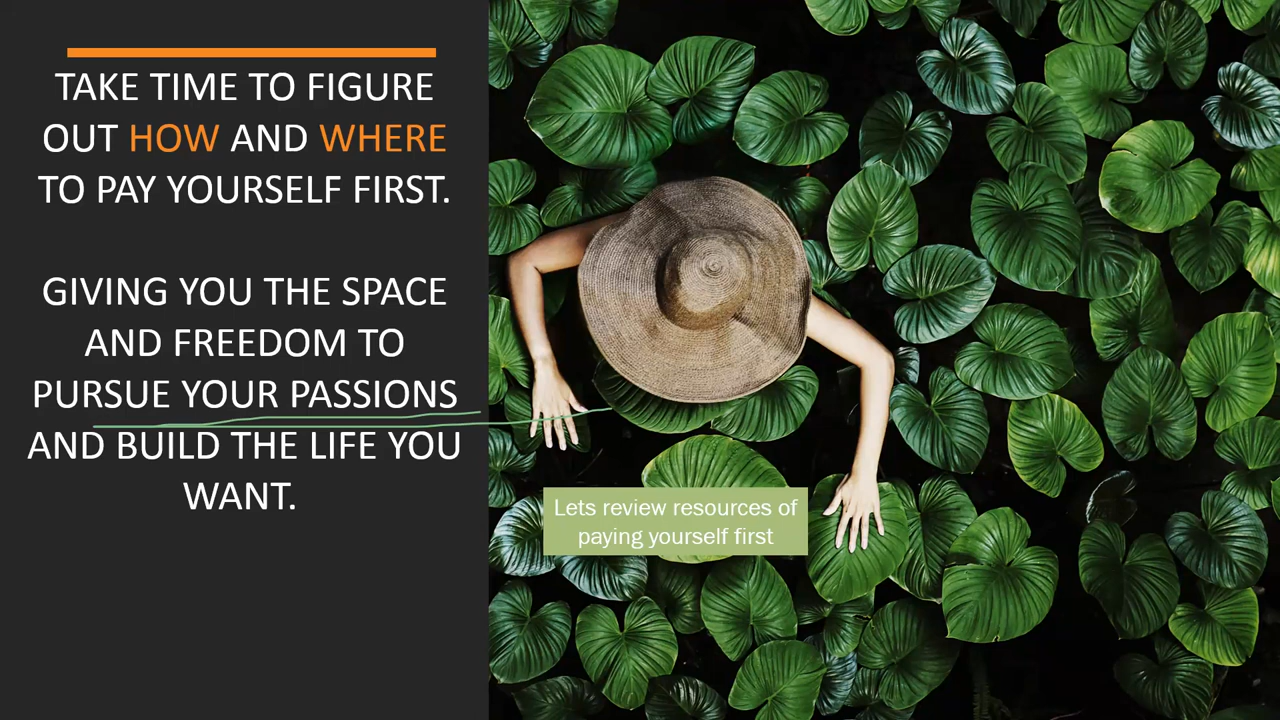 TAKE TIME TO FIGURE
OUT HOW AND WHERE
TO PAY YOURSELF FIRST.
GIVING YOU THE SPACE
AND FREEDOM TO
PURSUE YOUR PASSIONS
AND BUILD THE LIFE YOU
WANT.
Lets review resources of
paying yourself first